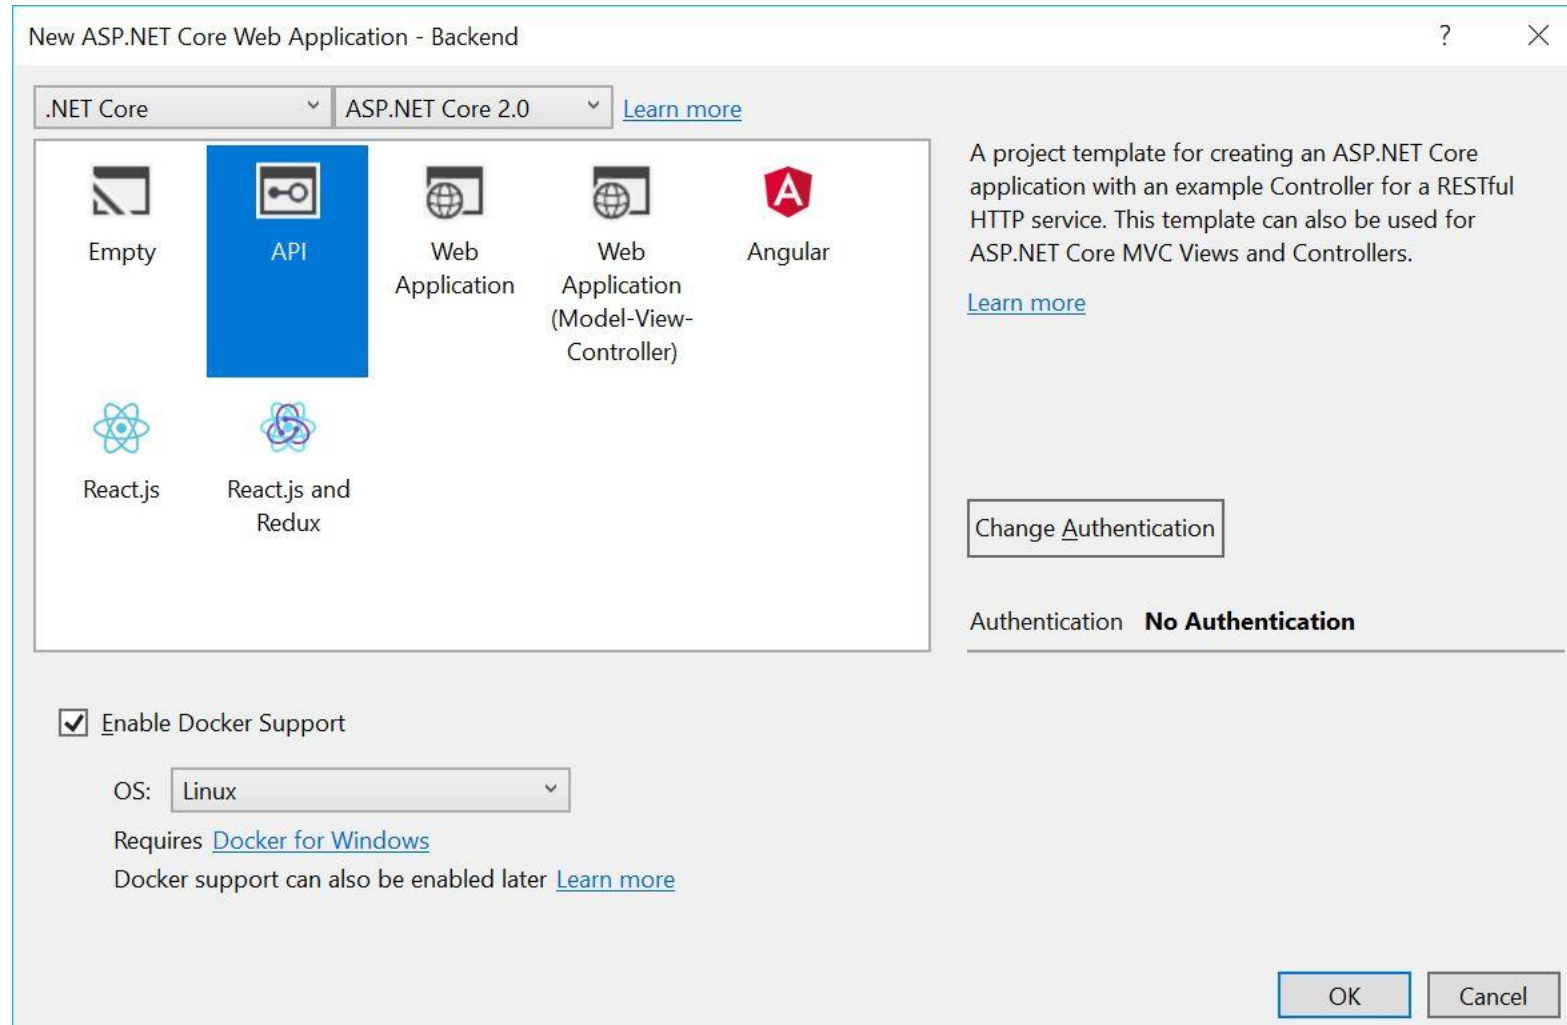 New ASP.NET Core Web Application - Backend
?
.NET Core
ASP.NET Core 2.0
Learn more
Empty
API
Web
Application
Web
Application
(Model-View-
Controller)
Angular
React.js
React.js and
Redux
A project template for creating an ASP.NET Core
application with an example Controller for a RESTful
HTTP service. This template can also be used for
ASP.NET Core MVC Views and Controllers.
Learn more
Change Authentication
Authentication No Authentication
Enable Docker Support
OS: Linux
Requires Docker for Windows
Docker support can also be enabled later Learn more
OK
Cancel